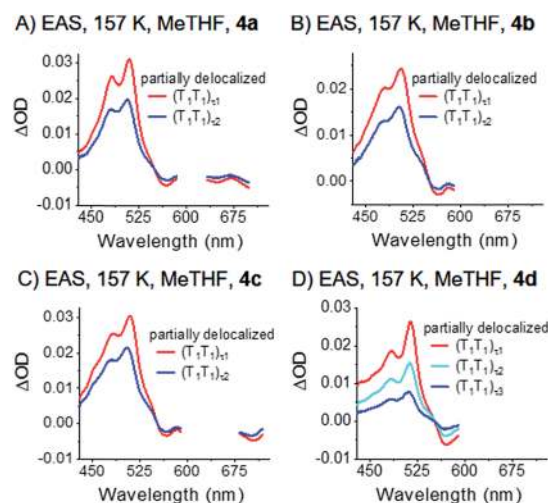 A) EAS, 157 K, MeTHF, 4a
0.03
0.02
0.01
0.00
-0.01
ΔOD
partially delocalized
(T₁T₁)τ1
(T₁T₁)τ2
450 525 600 675
Wavelength (nm)
B) EAS, 157 K, MeTHF, 4b
0.02
0.01
0.00
ΔOD
partially delocalized
(T₁T₁)τ1
(T₁T₁)τ2
450 525 600 675
Wavelength (nm)
C) EAS, 157 K, MeTHF, 4c
0.03
0.02
0.01
0.00
-0.01
ΔOD
partially delocalized
(T₁T₁)τ1
(T₁T₁)τ2
450 525 600 675
Wavelength (nm)
D) EAS, 157 K, MeTHF, 4d
0.03
0.02
0.01
0.00
-0.01
ΔOD
partially delocalized
(T₁T₁)τ1
(T₁T₁)τ2
(T₁T₁)τ3
450 525 600 675
Wavelength (nm)